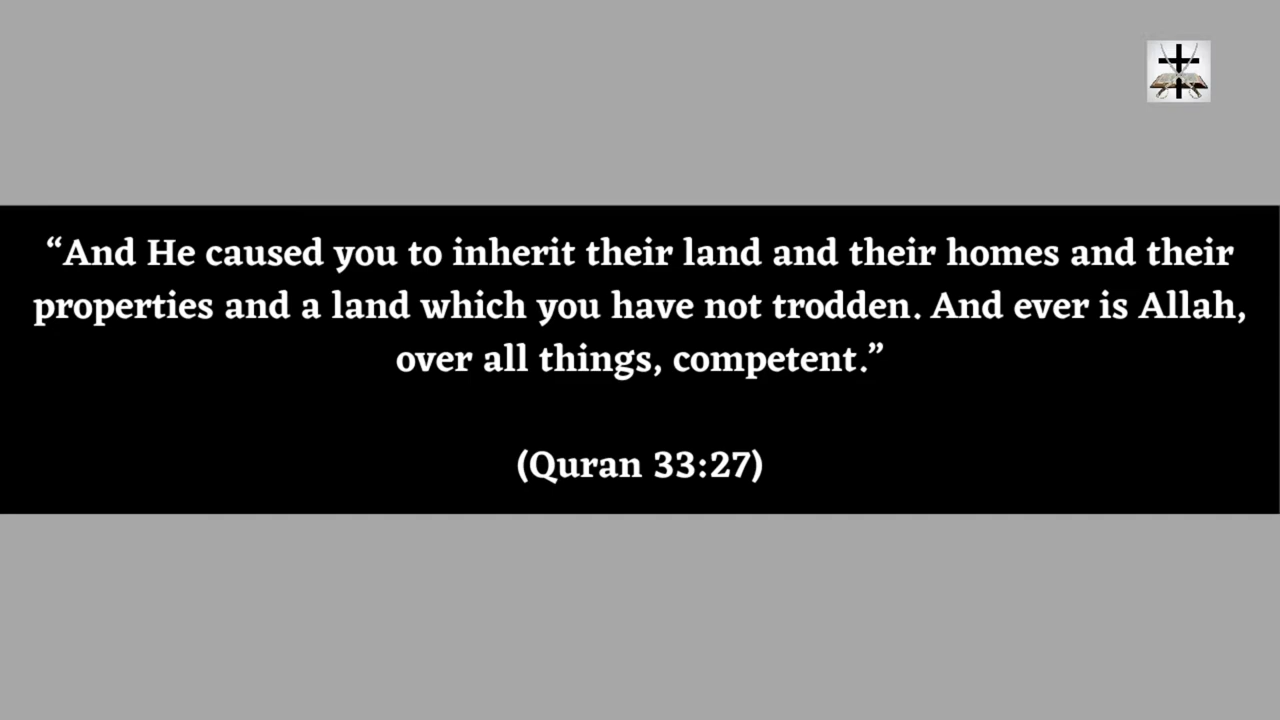 “And He caused you to inherit their land and their homes and their
properties and a land which you have not trodden. And ever is Allah,
over all things, competent.”
(Quran 33:27)